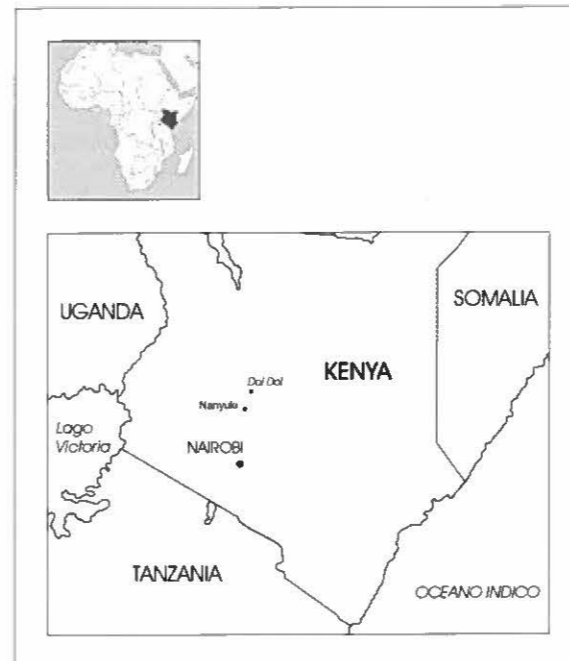 UGANDA
SOMALIA
KENYA
Dol Dol
Nanyuki
Lago
Victoria
NAIROBI
TANZANIA
OCEANO INDICO